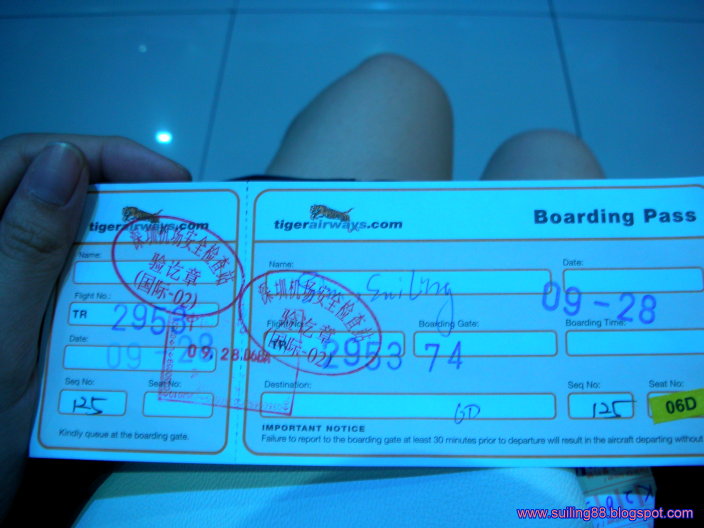 tigerairways.com
深圳机场安全检查站
验讫章
(国际-02)
Name:
Flight No.:
TR 2953
Date:
09-28
09.28.06BA
Seq No: Seat No:
125
Kindly queue at the boarding gate.
tigerairways.com Boarding Pass
深圳机场安全检查站
验讫章
(国际-02)
Name: Date:
Suiling 09-28
Flight No.: Boarding Gate: Boarding Time:
TR 2953 74
Destination: Seq No: Seat No:
125 06D
IMPORTANT NOTICE
Failure to report to the boarding gate at least 30 minutes prior to departure will result in the aircraft departing without
www.suiling88.blogspot.com